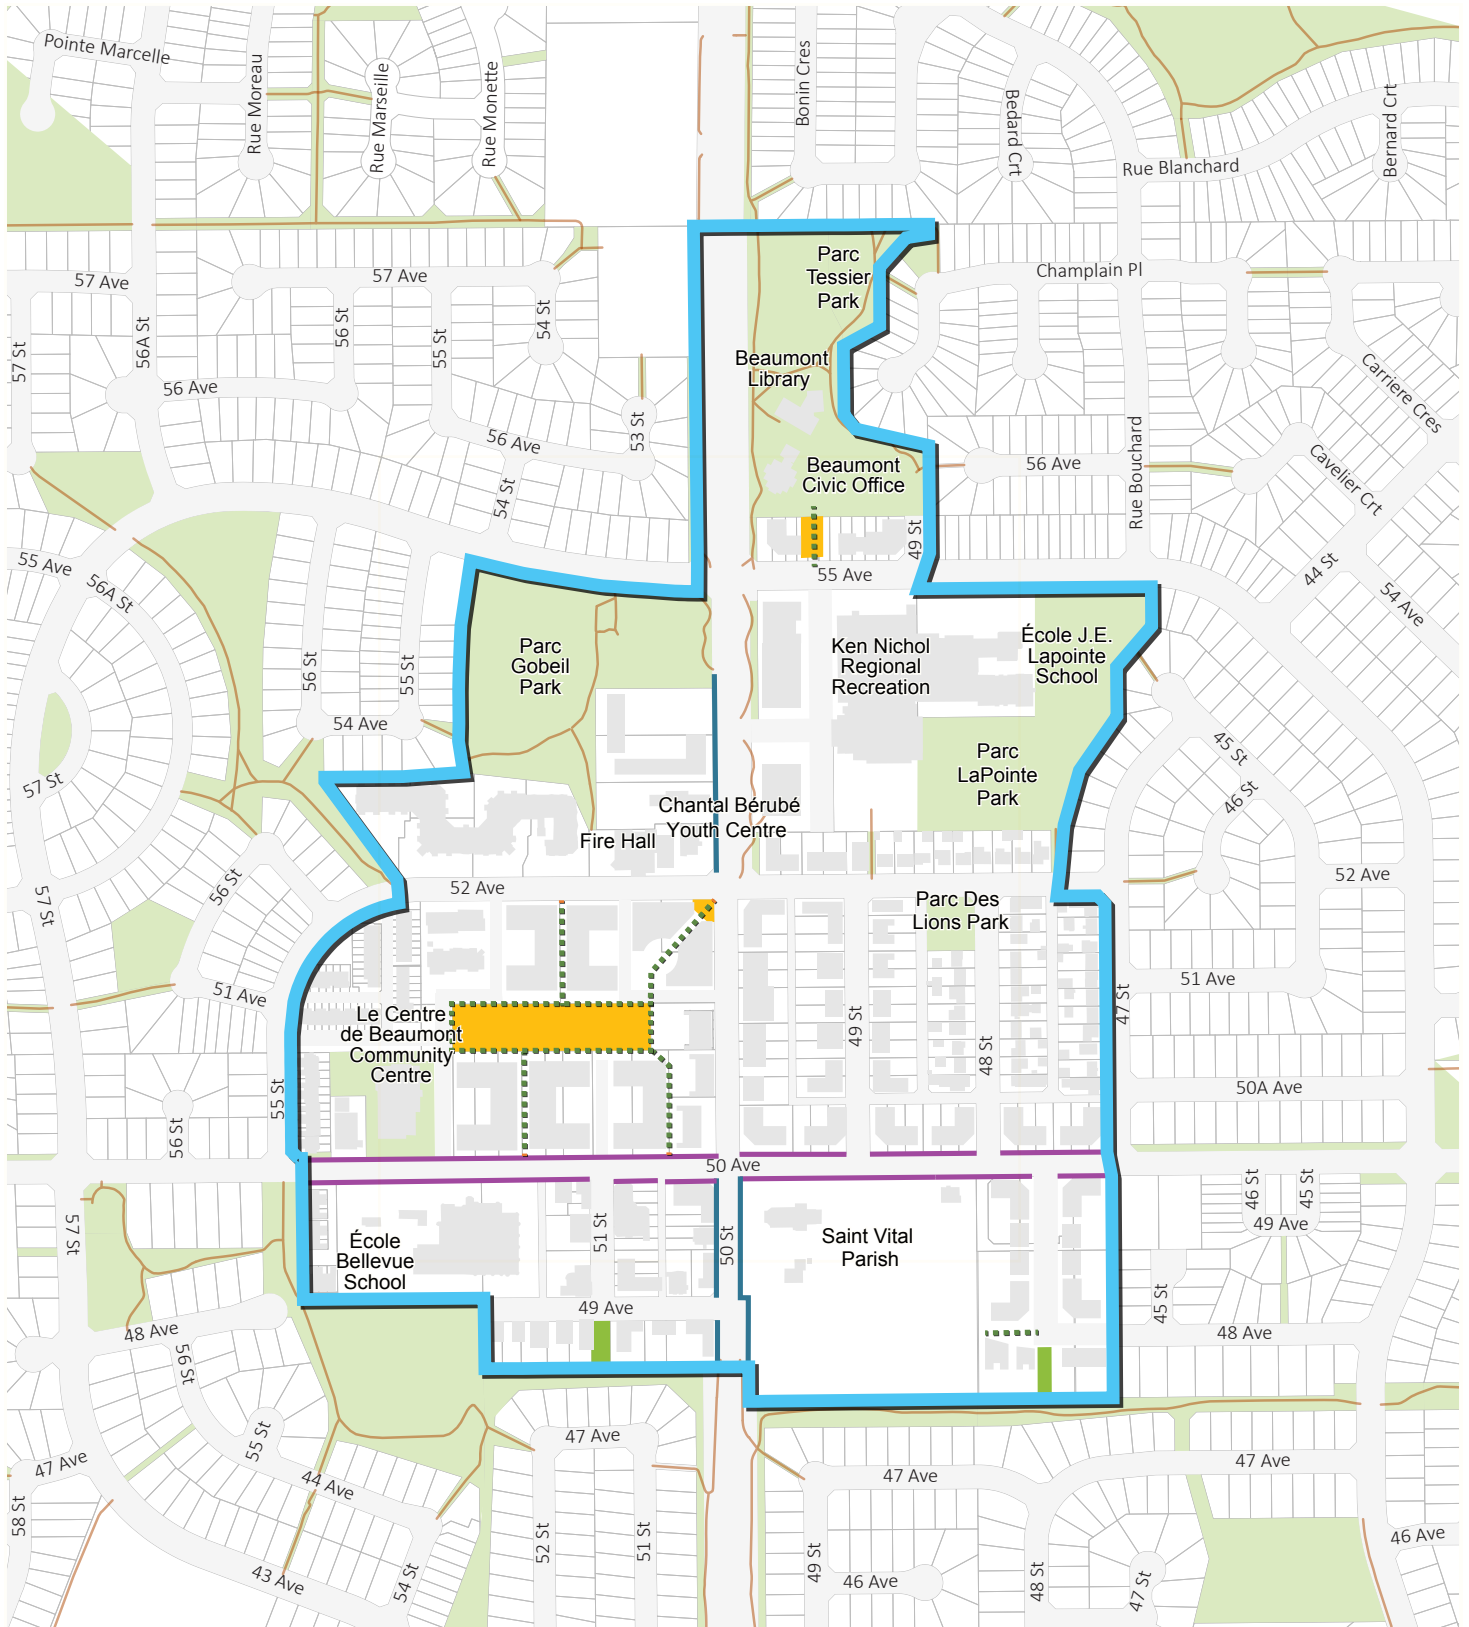 Pointe Marcelle
Rue Moreau
Rue Marseille
Rue Monette
Bonin Cres
Bedard Crt
Rue Blanchard
Bernard Crt
57 Ave
57 Ave
57 St
56A St
56 St
55 St
54 St
56 Ave
56 Ave
53 St
54 St
Parc
Tessier
Park
Champlain Pl
Beaumont
Library
Carriere Cres
Cavelier Crt
Rue Bouchard
56 Ave
Beaumont
Civic Office
49 St
55 Ave
44 St
54 Ave
55 Ave
56A St
56 St
55 St
54 Ave
57 St
Parc
Gobeil
Park
Ken Nichol
Regional
Recreation
École J.E.
Lapointe
School
Parc
LaPointe
Park
45 St
46 St
Chantal Bérubé
Youth Centre
Fire Hall
52 Ave
52 Ave
57 St
56 St
Parc Des
Lions Park
51 Ave
51 Ave
Le Centre
de Beaumont
Community
Centre
49 St
48 St
47 St
50A Ave
55 St
56 St
50 Ave
57 St
École
Bellevue
School
51 St
50 St
Saint Vital
Parish
46 St
45 St
49 Ave
45 St
49 Ave
48 Ave
48 Ave
56 St
55 St
47 Ave
44 Ave
47 Ave
47 Ave
47 Ave
58 St
43 Ave
54 St
52 St
51 St
49 St
46 Ave
48 St
47 St
46 Ave